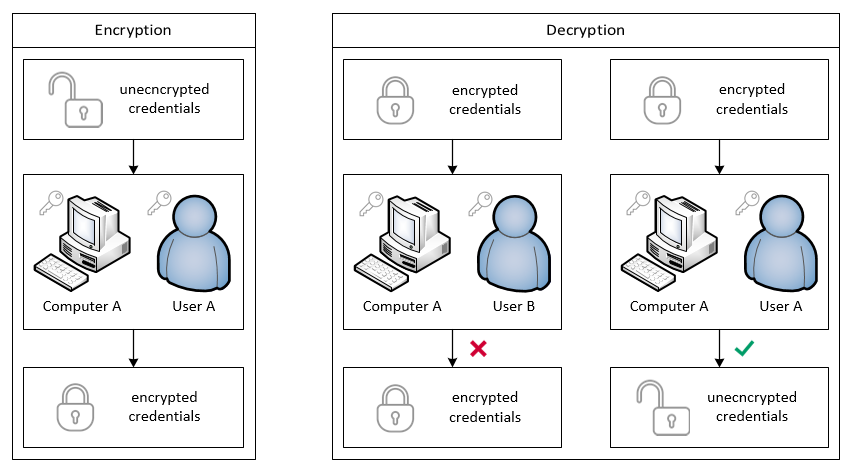 Encryption
unecncrypted
credentials
Computer A
User A
encrypted
credentials
Decryption
encrypted
credentials
Computer A
User B
encrypted
credentials
encrypted
credentials
Computer A
User A
unecncrypted
credentials